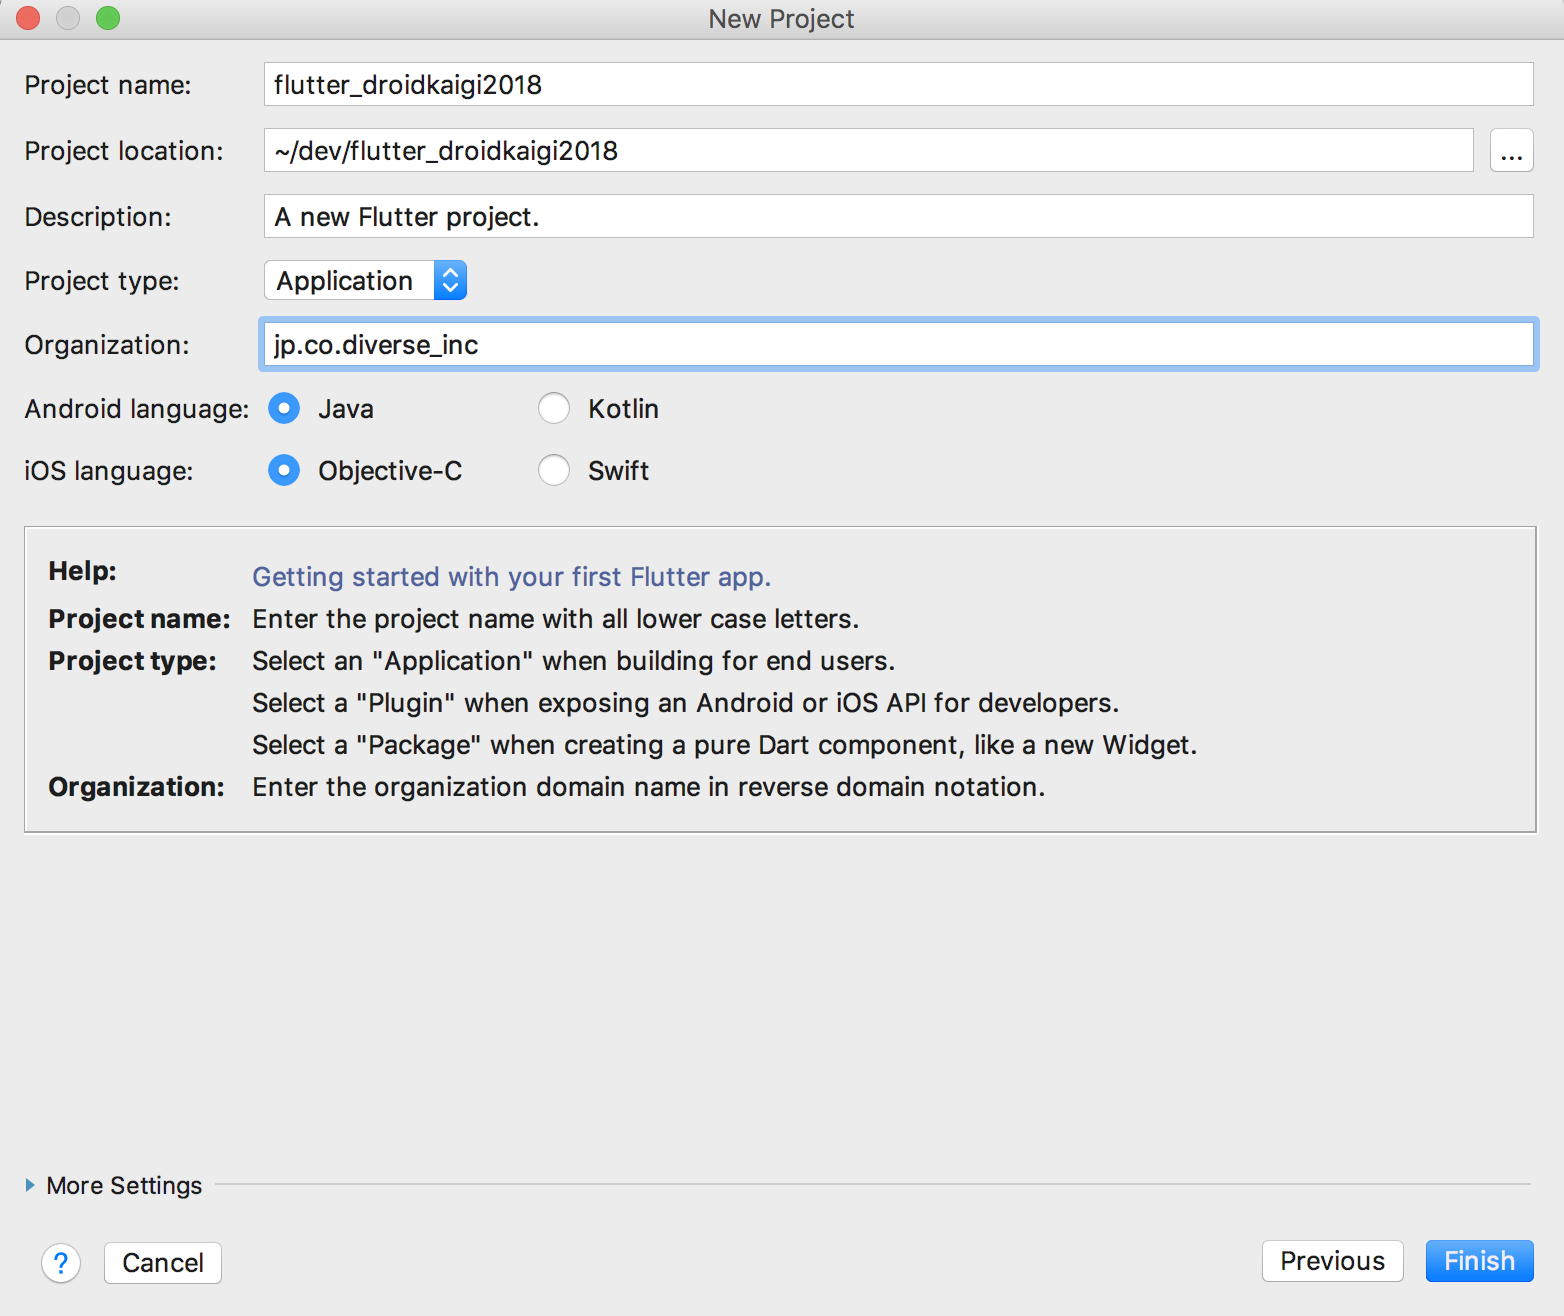 New Project
Project name: flutter_droidkaigi2018
Project location: ~/dev/flutter_droidkaigi2018 ...
Description: A new Flutter project.
Project type: Application
Organization: jp.co.diverse_inc
Android language: Java Kotlin
iOS language: Objective-C Swift
Help: Getting started with your first Flutter app.
Project name: Enter the project name with all lower case letters.
Project type: Select an "Application" when building for end users.
Select a "Plugin" when exposing an Android or iOS API for developers.
Select a "Package" when creating a pure Dart component, like a new Widget.
Organization: Enter the organization domain name in reverse domain notation.
More Settings
? Cancel Previous Finish